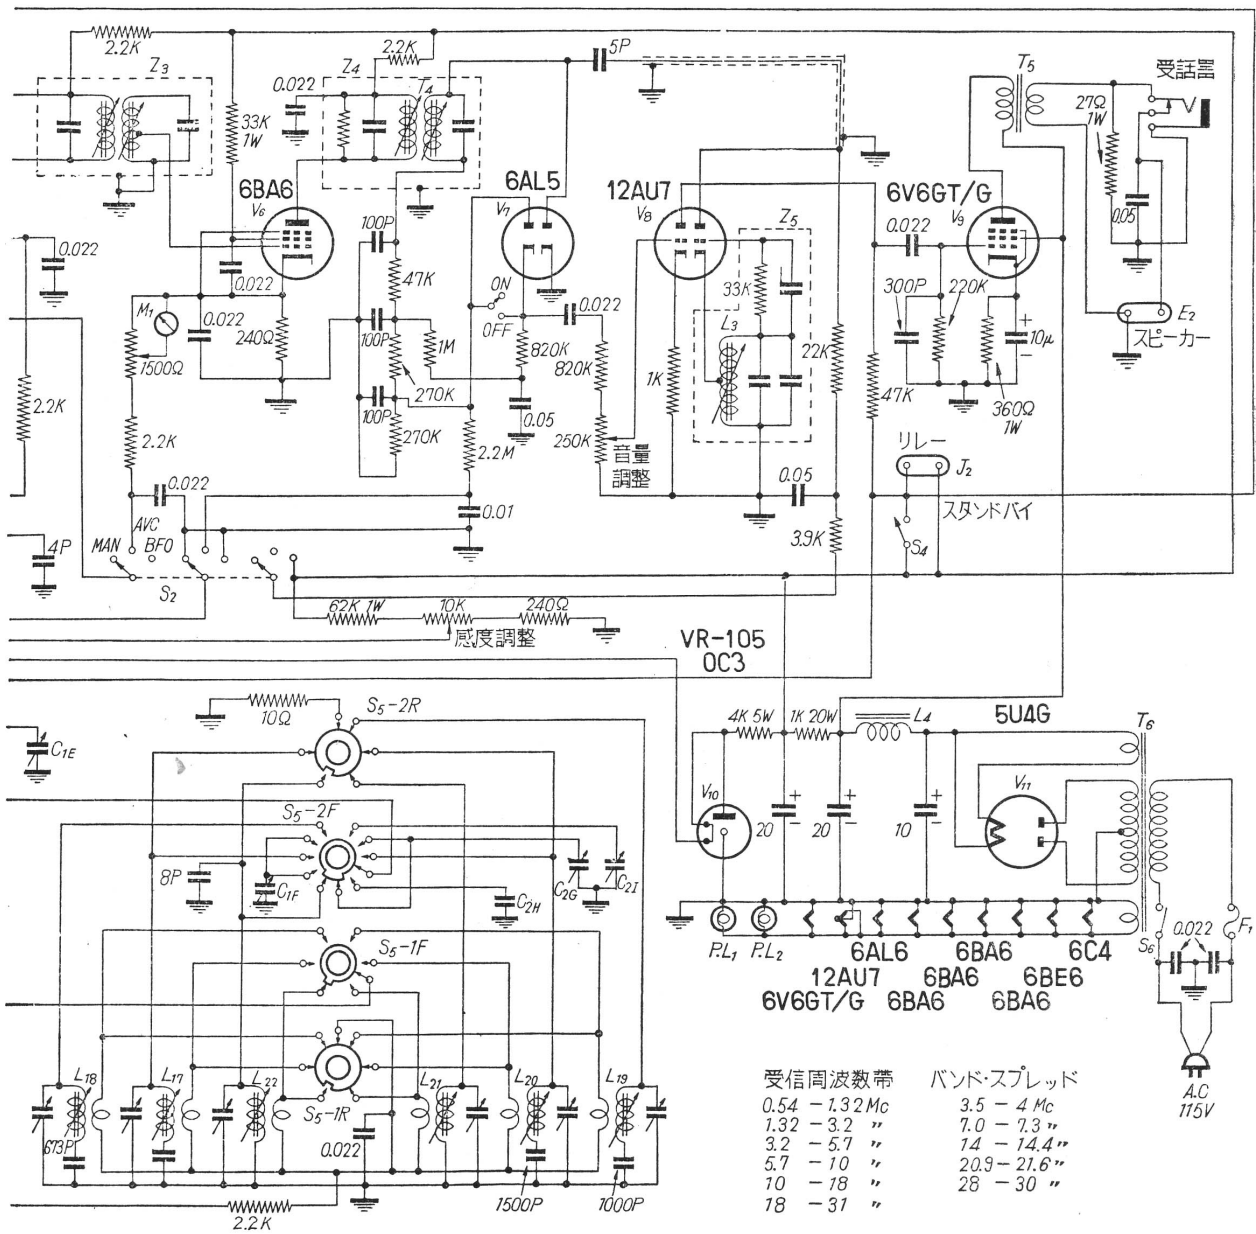 2.2K
Z3
33K
1W
0.022
Z4
2.2K
T4
5P
T5
受話器
27Ω
1W
0.05
6BA6
V6
6AL5
V7
12AU7
V8
6V6GT/G
V9
Z5
0.022
0.022
M1
1500Ω
0.022
240Ω
100P
47K
100P
1M
270K
100P
270K
ON
OFF
0.022
820K
820K
0.05
250K
音量
調整
2.2M
0.01
1K
33K
L3
22K
0.022
300P
220K
47K
10μ
360Ω
1W
E2
スピーカー
リレー
J2
スタンドバイ
S4
0.05
3.9K
2.2K
2.2K
0.022
4P
AVC
MAN
BFO
S2
62K 1W
10K
240Ω
感度調整
VR-105
OC3
10Ω
S5-2R
C1E
S5-2F
8P
C1F
C2G
C2I
C2H
S5-1F
S5-1R
L18
L17
L22
L21
L20
L19
673P
0.022
1500P
1000P
2.2K
4K 5W
1K 20W
L4
5U4G
T6
V10
V11
20
20
10
P.L1
P.L2
6AL6
6BA6
6C4
12AU7
6BA6
6BE6
6V6GT/G
6BA6
6BA6
S6
0.022
F1
A.C
115V
受信周波数帯
バンド・スプレッド
0.54 -1.32Mc
3.5 - 4 Mc
1.32 -3.2 〃
7.0 - 7.3 〃
3.2 - 5.7 〃
14 - 14.4 〃
5.7 - 10 〃
20.9 - 21.6 〃
10 - 18 〃
28 - 30 〃
18 - 31 〃